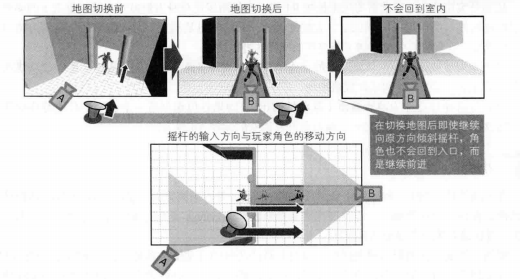 地图切换前
地图切换后
不会回到室内
A
B
B
在切换地图后即使继续
向原方向倾斜摇杆，角
色也不会回到入口，而
是继续前进
摇杆的输入方向与玩家角色的移动方向
B
A